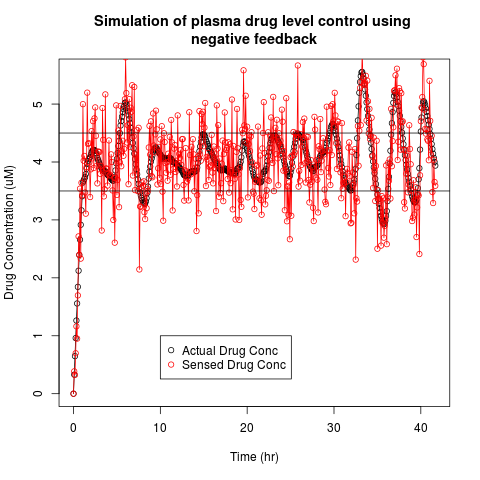 Simulation of plasma drug level control using
negative feedback
Drug Concentration (uM)
5
4
3
2
1
0
Actual Drug Conc
Sensed Drug Conc
0 10 20 30 40
Time (hr)